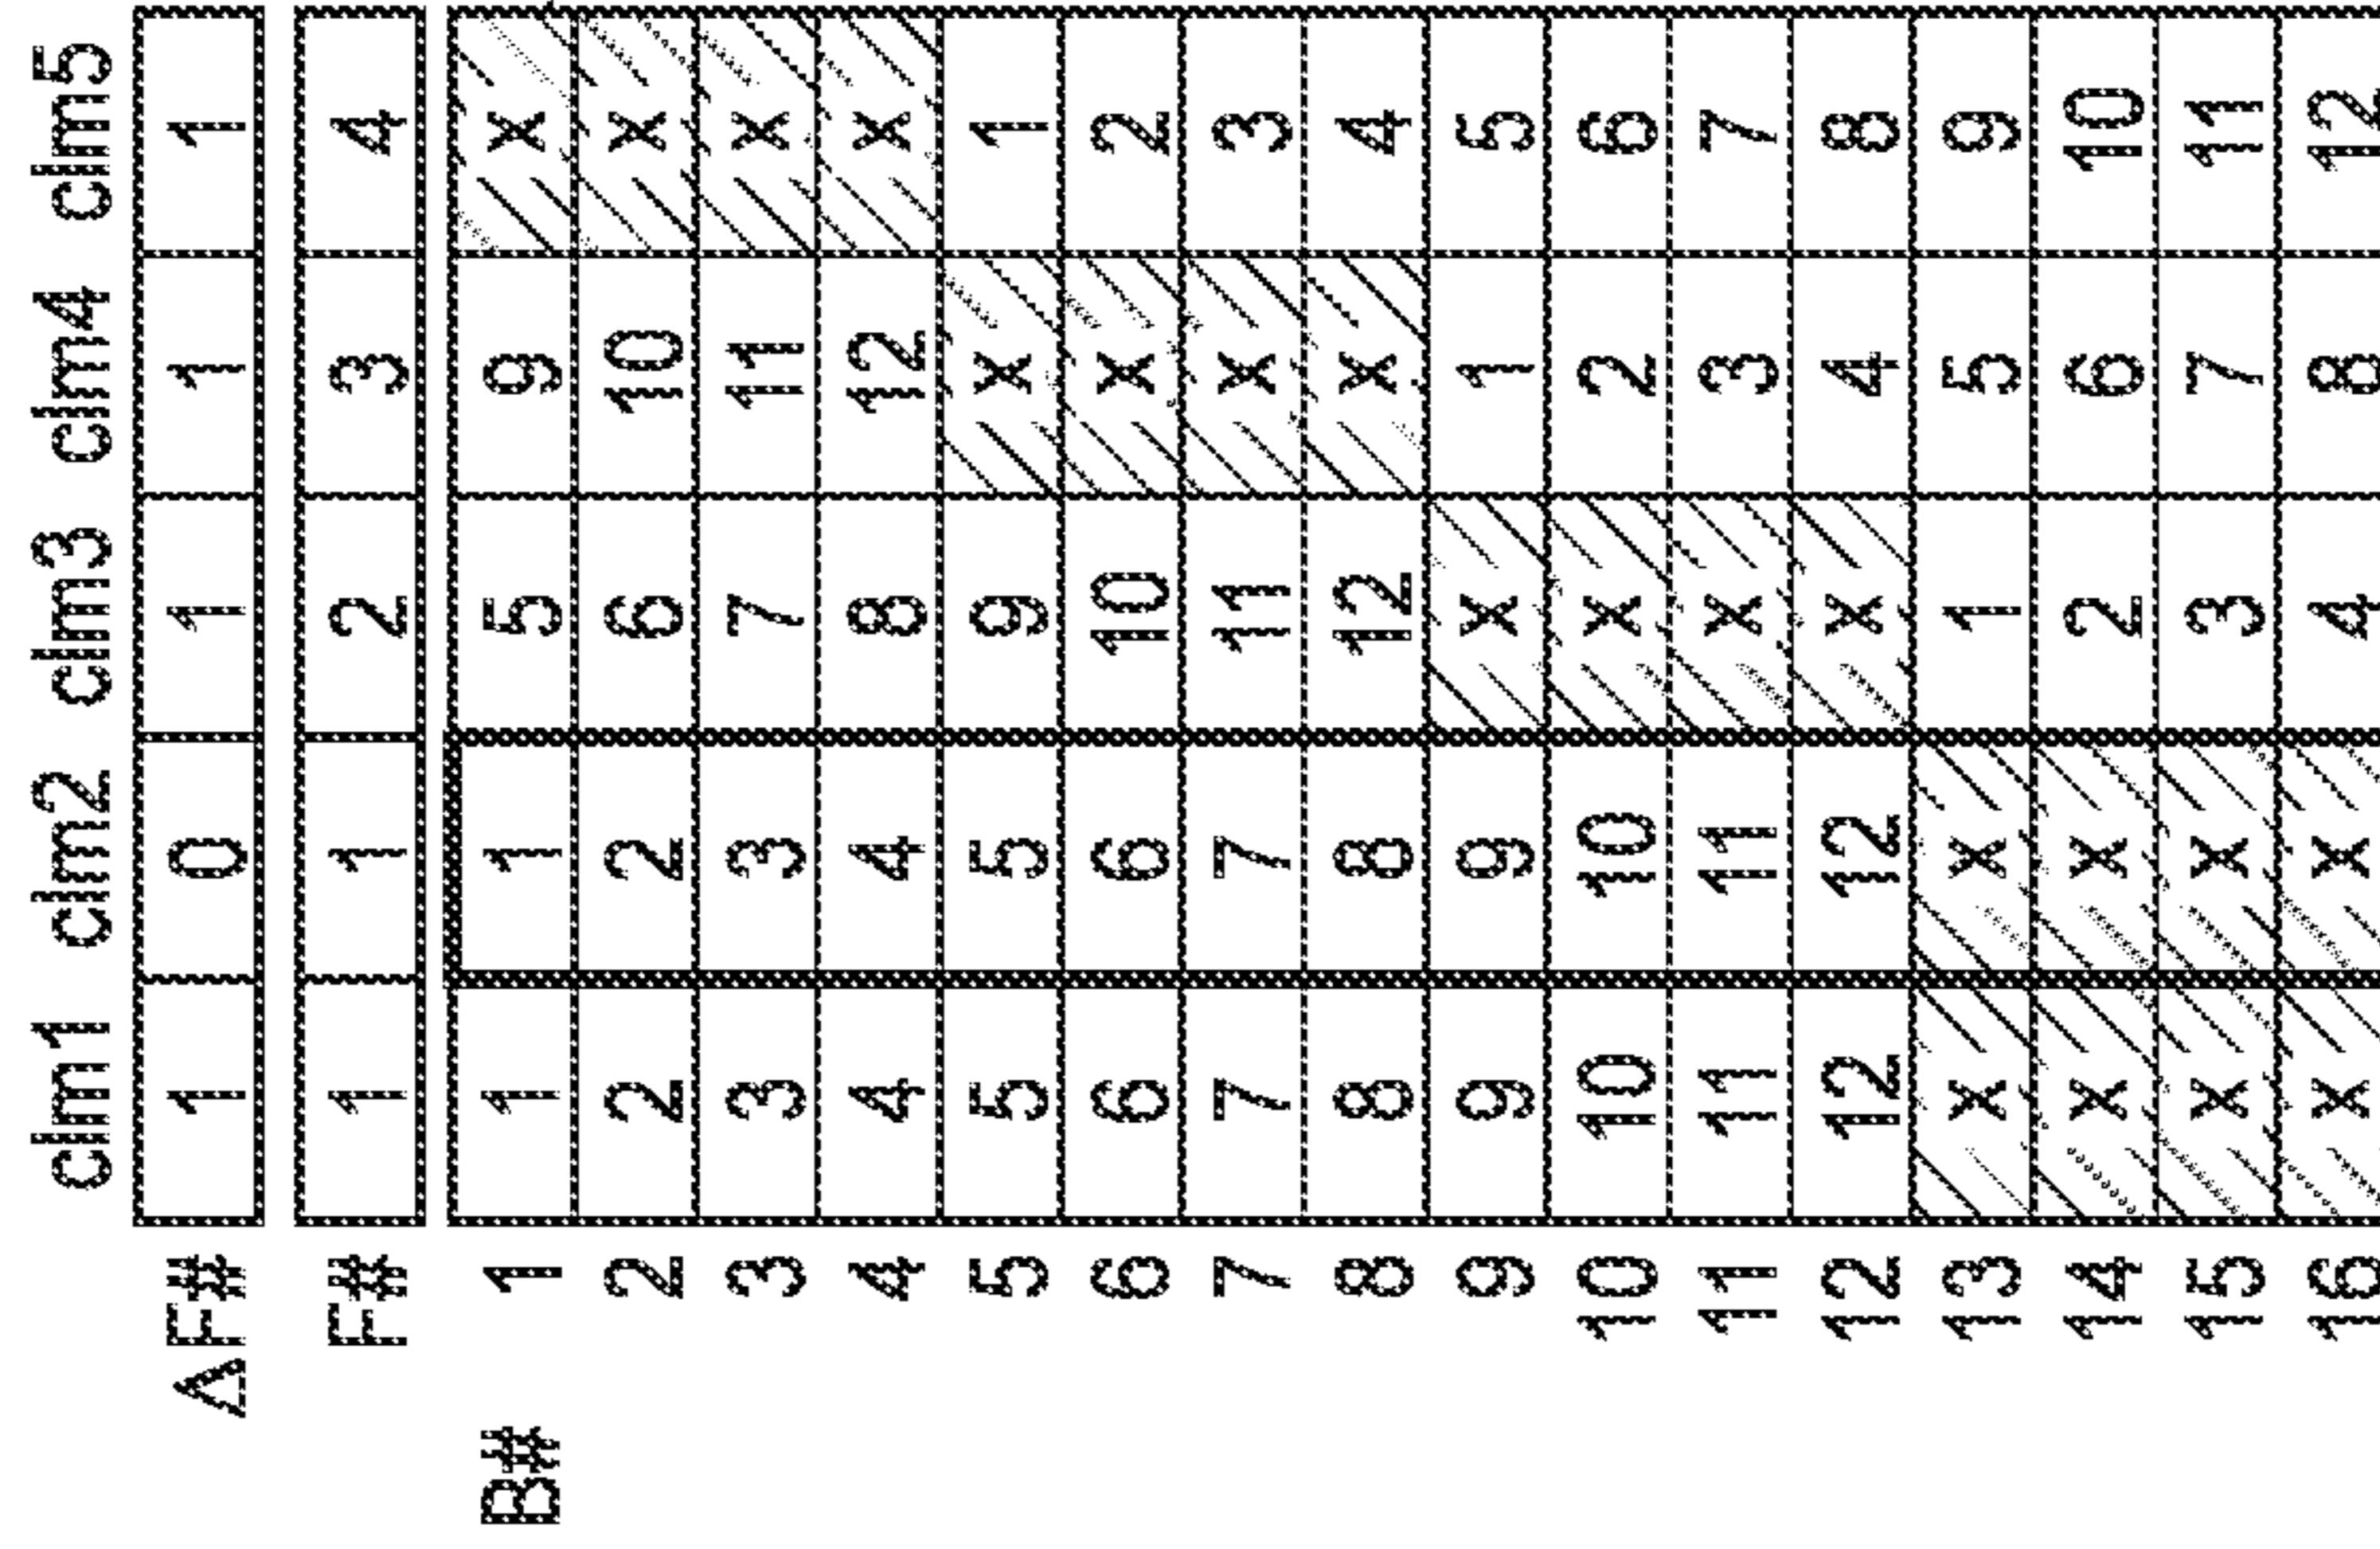 clm1 clm2 clm3 clm4 clm5
ΔF# 1 0 1 1 1
F# 1 1 2 3 4
B# 1 1 1 5 9 x
2 2 2 6 10 x
3 3 3 7 11 x
4 4 4 8 12 x
5 5 5 9 x 1
6 6 6 10 x 2
7 7 7 11 x 3
8 8 8 12 x 4
9 9 9 x 1 5
10 10 10 x 2 6
11 11 11 x 3 7
12 12 12 x 4 8
13 x x 1 5 9
14 x x 2 6 10
15 x x 3 7 11
16 x x 4 8 12